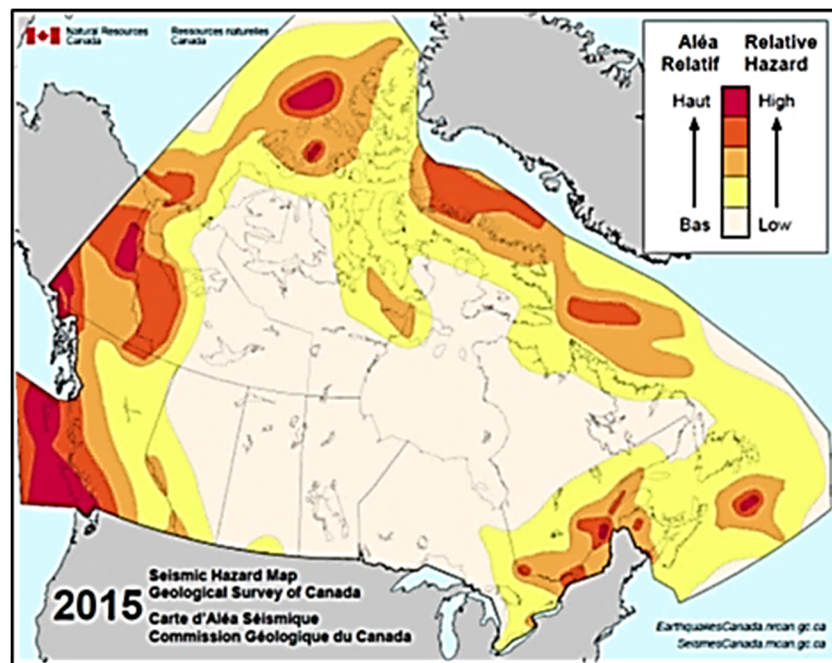 Natural Resources
Canada
Ressources naturelles
Canada
Aléa
Relatif
Relative
Hazard
Haut
High
Bas
Low
2015
Seismic Hazard Map
Geological Survey of Canada
Carte d'Aléa Séismique
Commission Géologique du Canada
EarthquakesCanada.nrcan.gc.ca
SeismesCanada.rncan.gc.ca